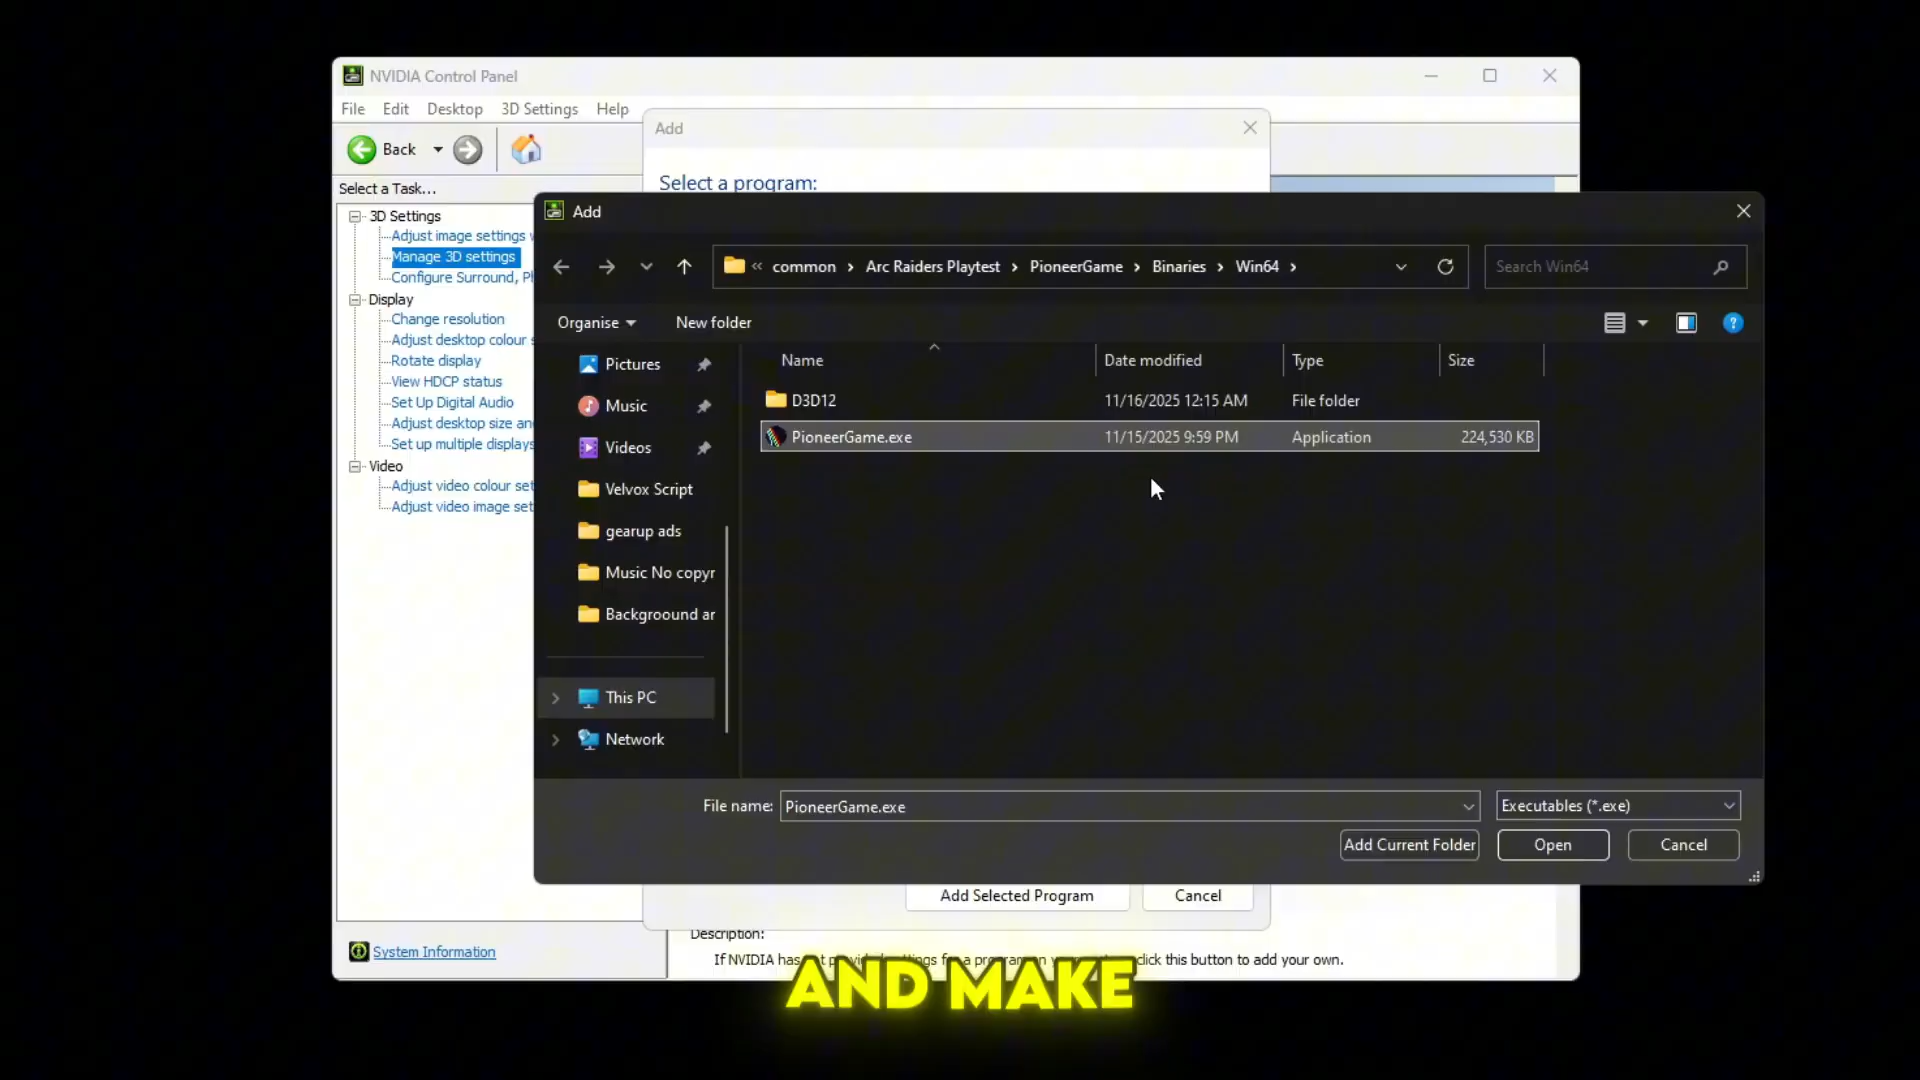 NVIDIA Control Panel
File Edit Desktop 3D Settings Help
Add
Back
Select a Task...
Select a program:
3D Settings
Adjust image settings
Manage 3D settings
Configure Surround,
Display
Change resolution
Adjust desktop colour
Rotate display
View HDCP status
Set Up Digital Audio
Adjust desktop size
Set up multiple displays
Video
Adjust video colour
Adjust video image
System Information
Add
« common > Arc Raiders Playtest > PioneerGame > Binaries > Win64 >
Search Win64
Organise New folder
Pictures
Music
Videos
Velvox Script
gearup ads
Music No copyr
Backgroound ar
This PC
Network
Name Date modified Type Size
D3D12 11/16/2025 12:15 AM File folder
PioneerGame.exe 11/15/2025 9:59 PM Application 224,530 KB
File name: PioneerGame.exe Executables (*.exe)
Add Current Folder Open Cancel
Add Selected Program Cancel
Description:
If NVIDIA has click this button to add your own.
AND MAKE